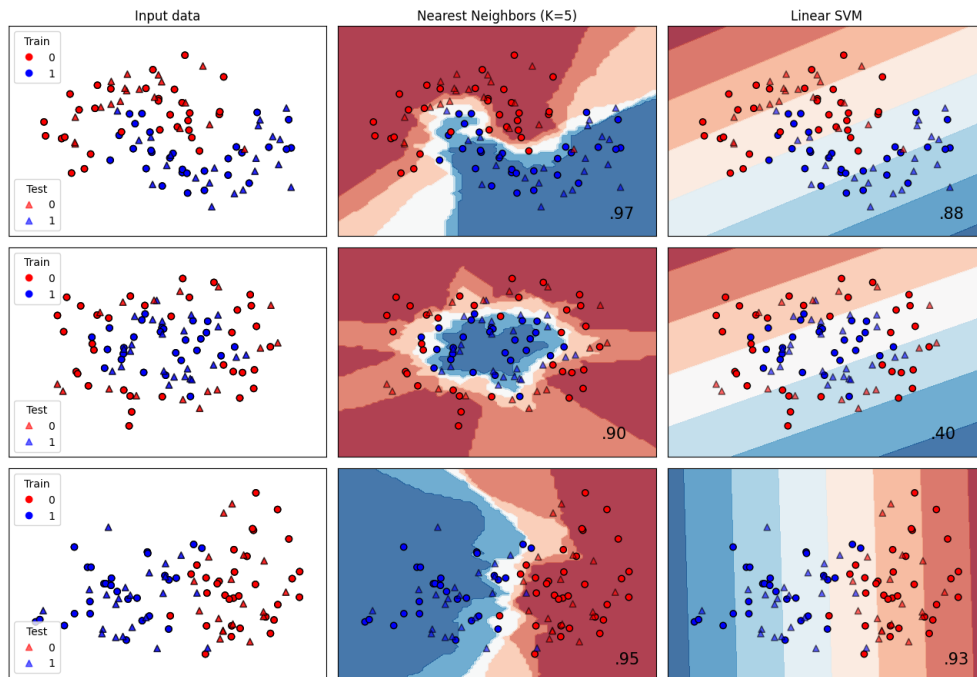 Input data
Nearest Neighbors (K=5)
Linear SVM
Train
0
1
Test
0
1
.97
.88
Train
0
1
Test
0
1
.90
.40
Train
0
1
Test
0
1
.95
.93